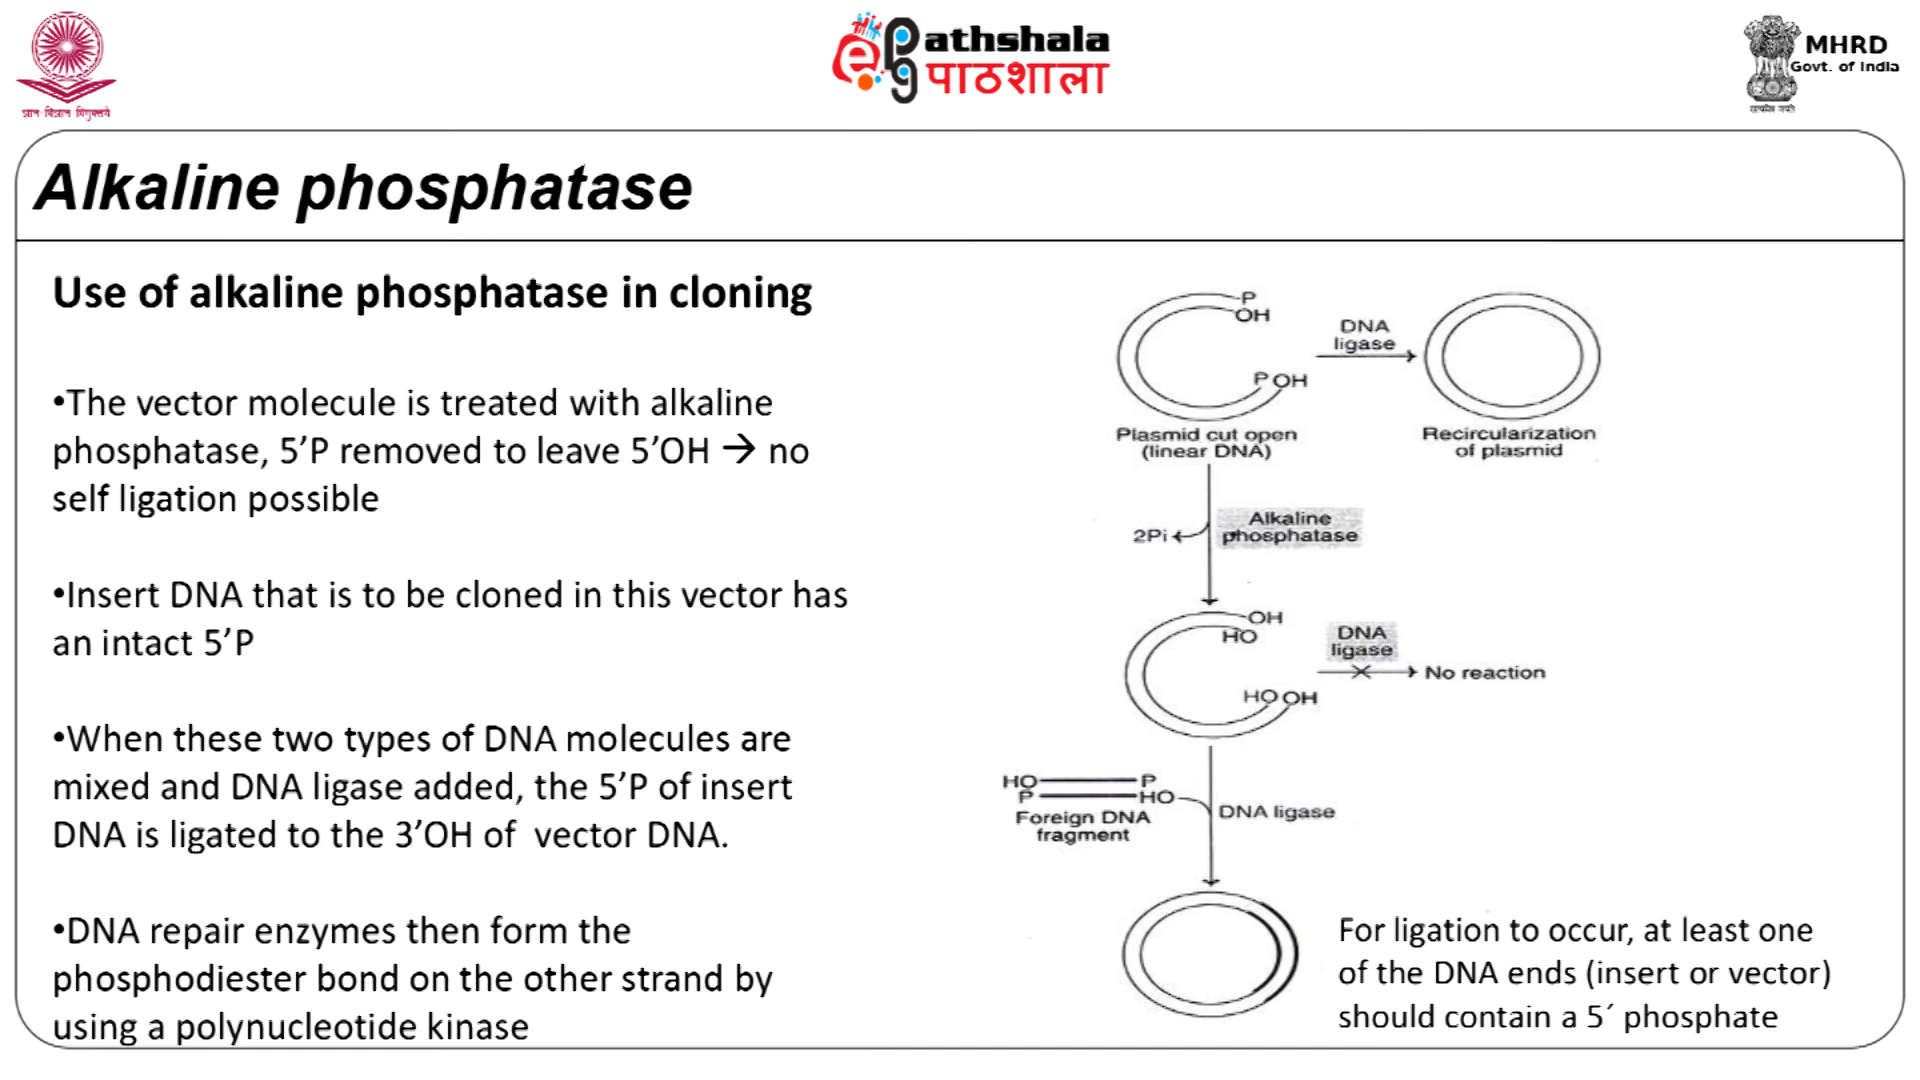 ज्ञान-विज्ञान विमुक्तये
ePg Pathshala
पाठशाला
MHRD
Govt. of India
सत्यमेव जयते
Alkaline phosphatase
Use of alkaline phosphatase in cloning
•The vector molecule is treated with alkaline
phosphatase, 5’P removed to leave 5’OH → no
self ligation possible
•Insert DNA that is to be cloned in this vector has
an intact 5’P
•When these two types of DNA molecules are
mixed and DNA ligase added, the 5’P of insert
DNA is ligated to the 3’OH of vector DNA.
•DNA repair enzymes then form the
phosphodiester bond on the other strand by
using a polynucleotide kinase
P
OH
P OH
DNA
ligase
Plasmid cut open
(linear DNA)
Recircularization
of plasmid
2Pi
Alkaline
phosphatase
OH
HO
HO OH
DNA
ligase
No reaction
HO P
P HO
Foreign DNA
fragment
DNA ligase
For ligation to occur, at least one
of the DNA ends (insert or vector)
should contain a 5´ phosphate